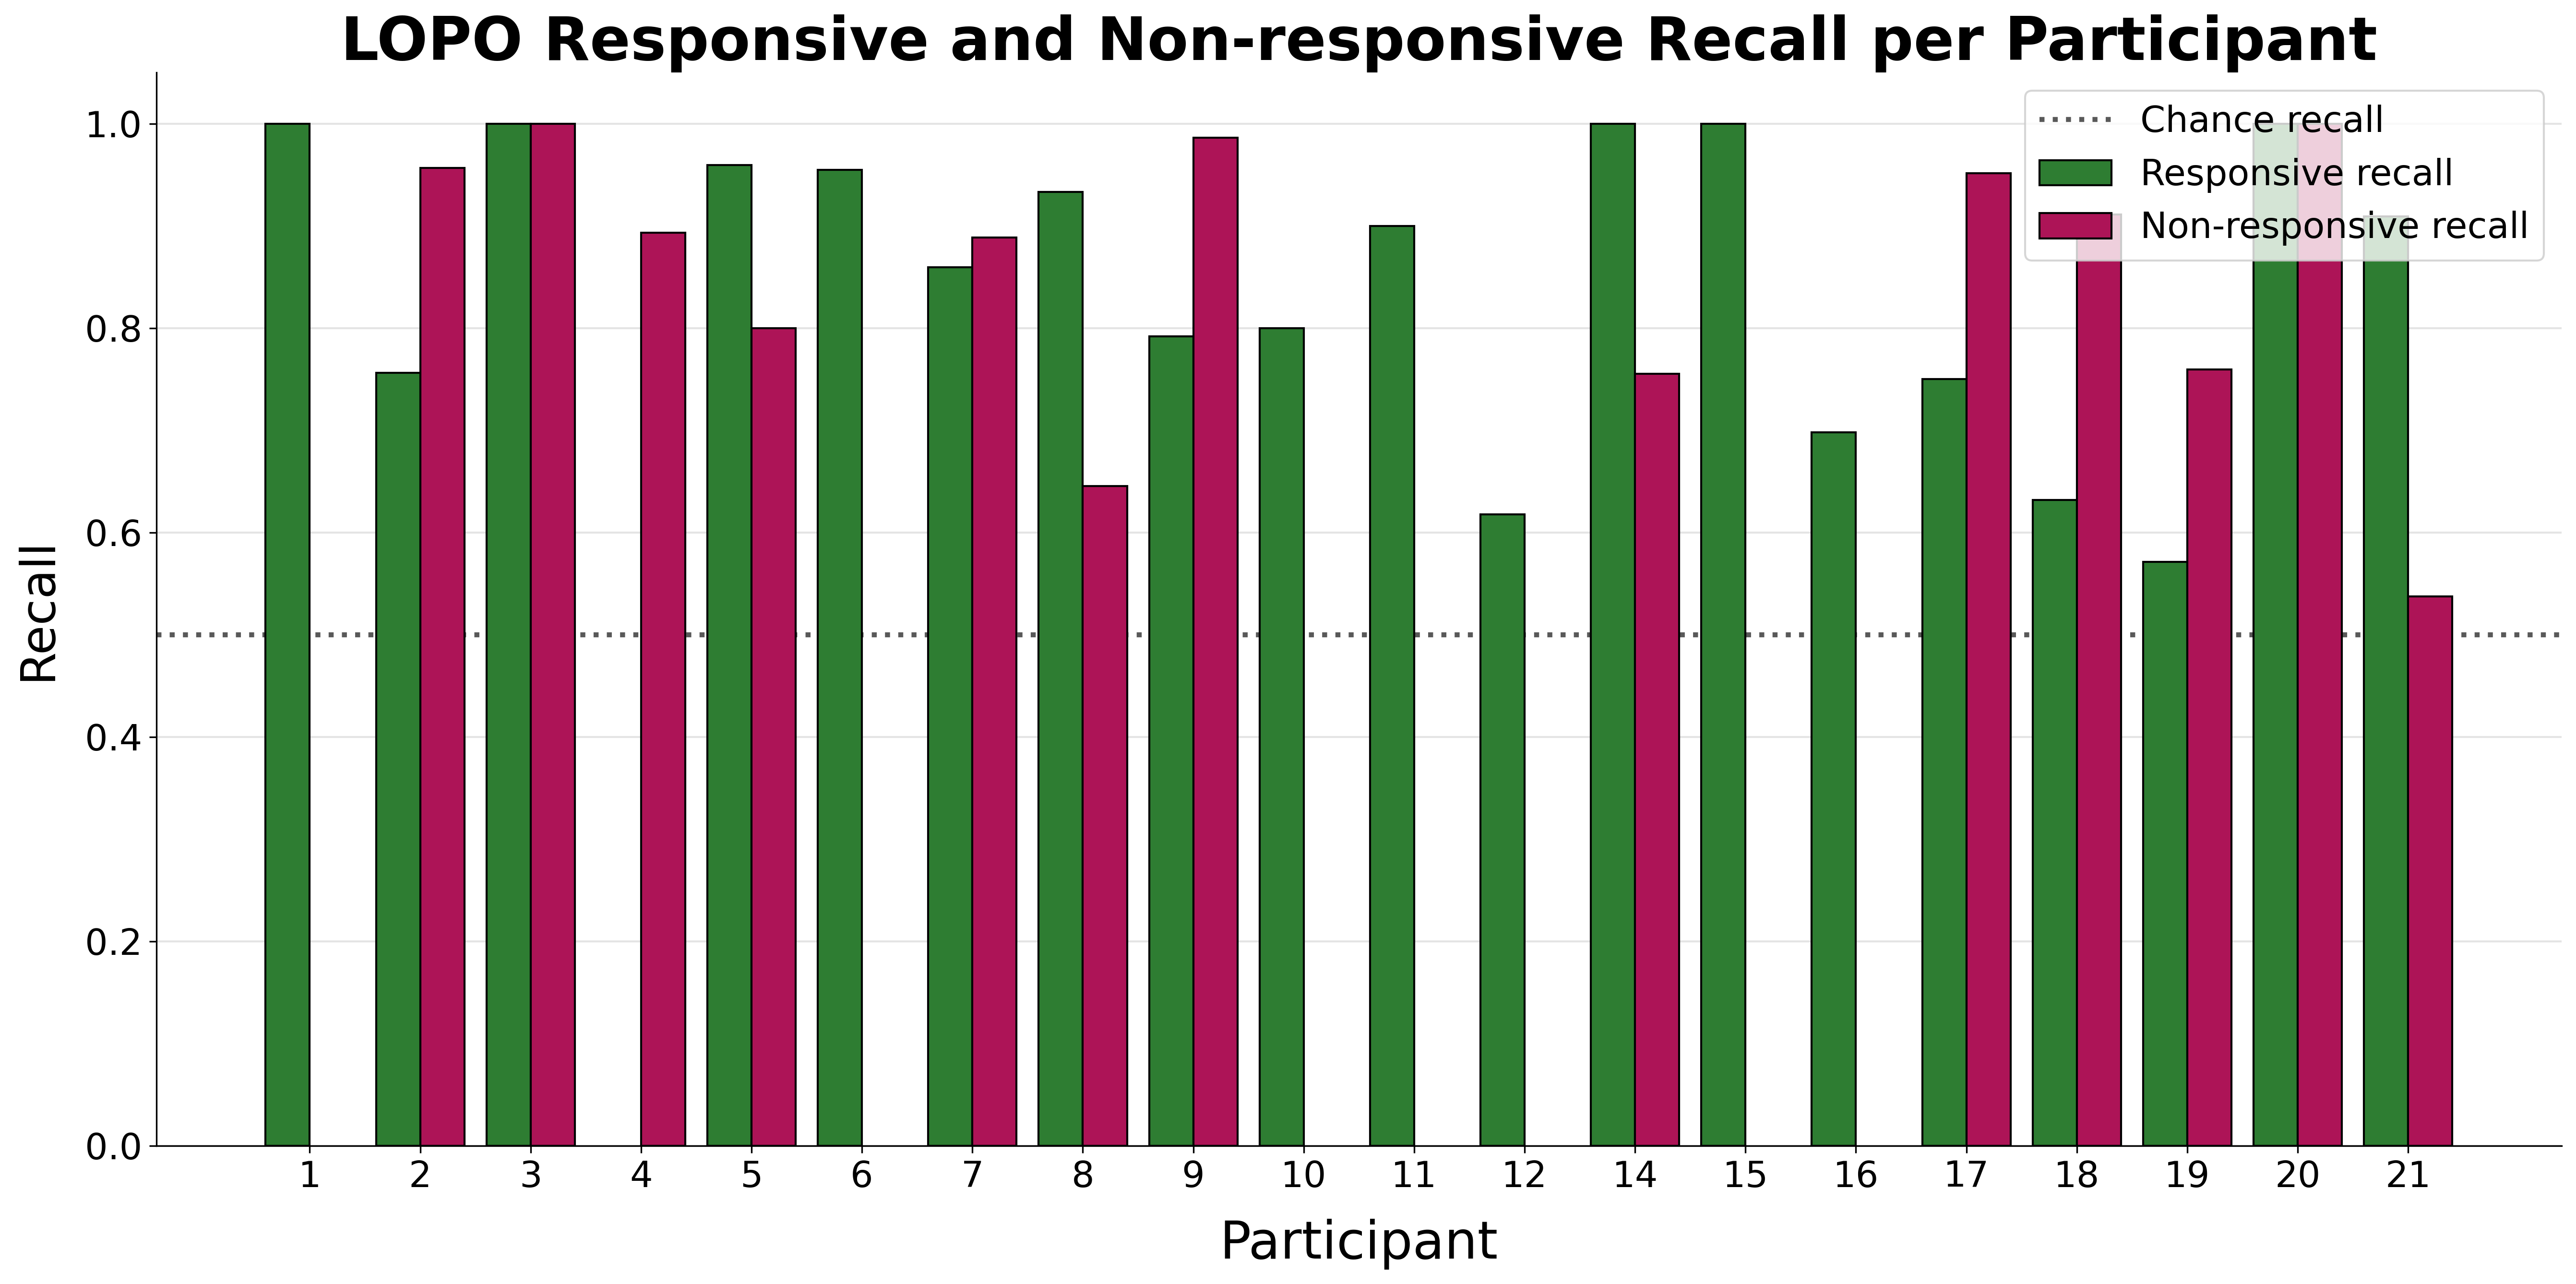 LOPO Responsive and Non-responsive Recall per Participant
Chance recall
Responsive recall
Non-responsive recall
1.0
0.8
0.6
0.4
0.2
0.0
Recall
1 2 3 4 5 6 7 8 9 10 11 12 14 15 16 17 18 19 20 21
Participant